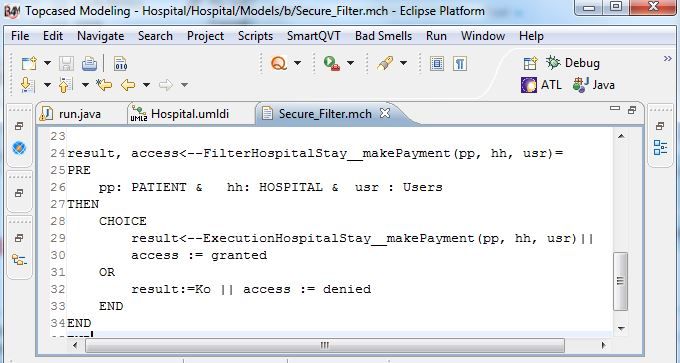 Topcased Modeling - Hospital/Hospital/Models/b/Secure_Filter.mch - Eclipse Platform
File Edit Navigate Search Project Scripts SmartQVT Bad Smells Run Window Help
010
Debug
ATL Java
run.java Hospital.umldi Secure_Filter.mch
23
24 result, access<--FilterHospitalStay__makePayment(pp, hh, usr)=
25 PRE
26 pp: PATIENT & hh: HOSPITAL & usr : Users
27 THEN
28 CHOICE
29 result<--ExecutionHospitalStay__makePayment(pp, hh, usr)||
30 access := granted
31 OR
32 result:=Ko || access := denied
33 END
34 END